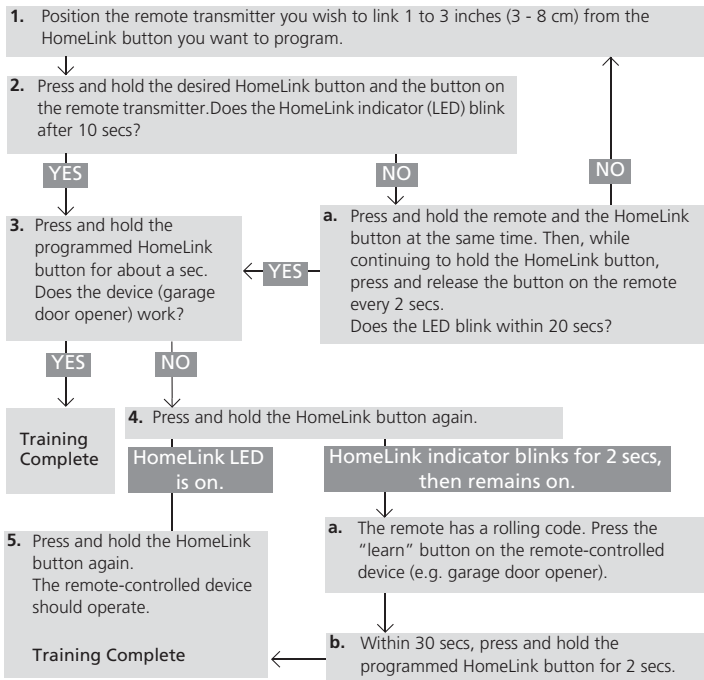 1. Position the remote transmitter you wish to link 1 to 3 inches (3 - 8 cm) from the
HomeLink button you want to program.
2. Press and hold the desired HomeLink button and the button on
the remote transmitter.Does the HomeLink indicator (LED) blink
after 10 secs?
YES
NO
NO
3. Press and hold the
programmed HomeLink
button for about a sec.
Does the device (garage
door opener) work?
YES
a. Press and hold the remote and the HomeLink
button at the same time. Then, while
continuing to hold the HomeLink button,
press and release the button on the remote
every 2 secs.
Does the LED blink within 20 secs?
YES
NO
Training
Complete
4. Press and hold the HomeLink button again.
HomeLink LED
is on.
HomeLink indicator blinks for 2 secs,
then remains on.
a. The remote has a rolling code. Press the
“learn” button on the remote-controlled
device (e.g. garage door opener).
5. Press and hold the HomeLink
button again.
The remote-controlled device
should operate.
Training Complete
b. Within 30 secs, press and hold the
programmed HomeLink button for 2 secs.